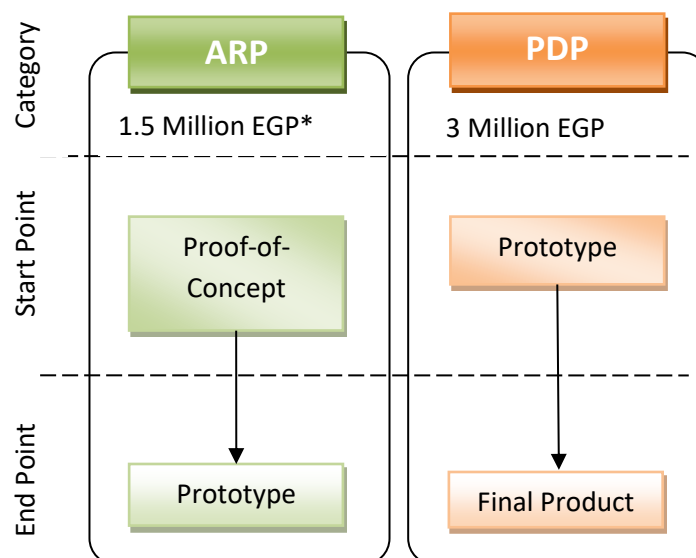 Category
ARP
PDP
1.5 Million EGP*
3 Million EGP
Start Point
Proof-of-
Concept
Prototype
End Point
Prototype
Final Product